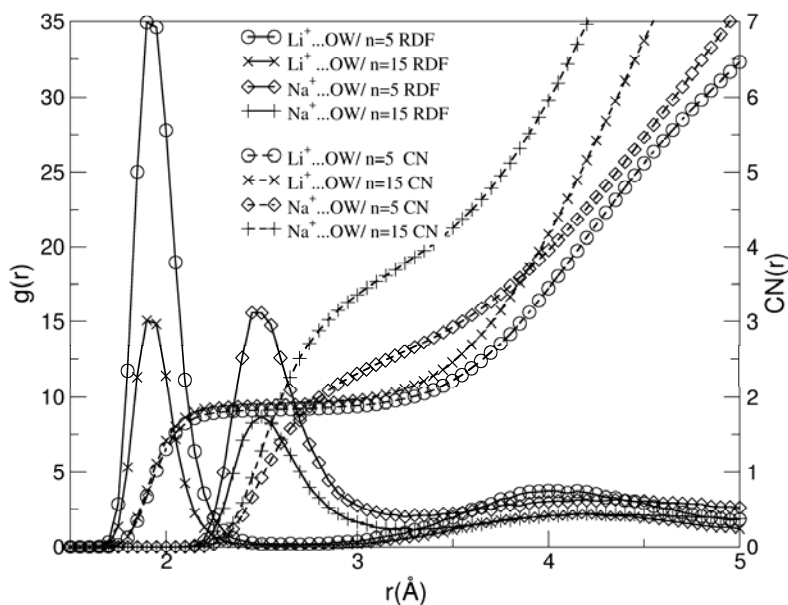 35
30
25
20
15
10
5
0
g(r)
Li⁺...OW/ n=5 RDF
Li⁺...OW/ n=15 RDF
Na⁺...OW/ n=5 RDF
Na⁺...OW/ n=15 RDF
Li⁺...OW/ n=5 CN
Li⁺...OW/ n=15 CN
Na⁺...OW/ n=5 CN
Na⁺...OW/ n=15 CN
7
6
5
4
3
2
1
0
CN(r)
2 3 4 5
r(Å)